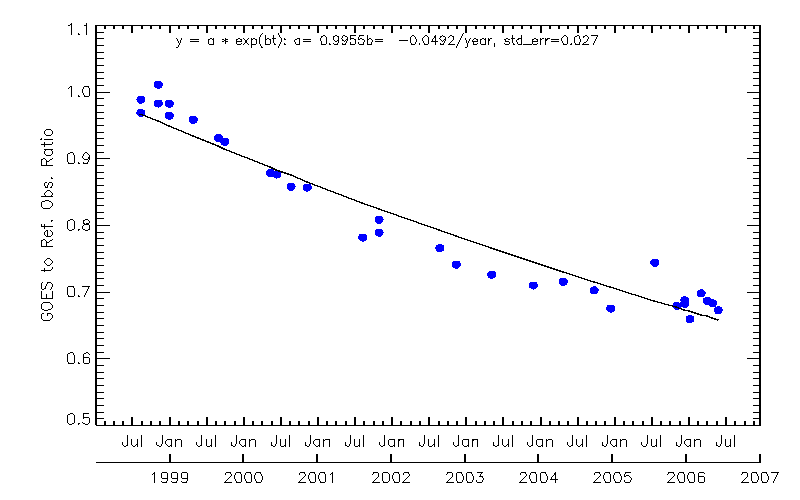 y = a * exp(bt): a= 0.9955b= -0.0492/year, std_err=0.027
1.1
1.0
0.9
0.8
0.7
0.6
0.5
GOES to Ref. Obs. Ratio
Jul Jan Jul Jan Jul Jan Jul Jan Jul Jan Jul Jan Jul Jan Jul Jan Jul
1999 2000 2001 2002 2003 2004 2005 2006 2007